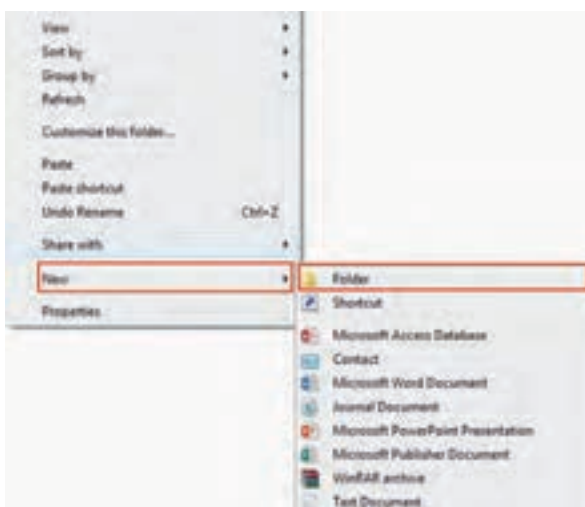 View
Sort by
Group by
Refresh
Customize this folder...
Paste
Paste shortcut
Undo Rename Ctrl+Z
Share with
New
Properties
Folder
Shortcut
Microsoft Access Database
Contact
Microsoft Word Document
Journal Document
Microsoft PowerPoint Presentation
Microsoft Publisher Document
WinRAR archive
Text Document